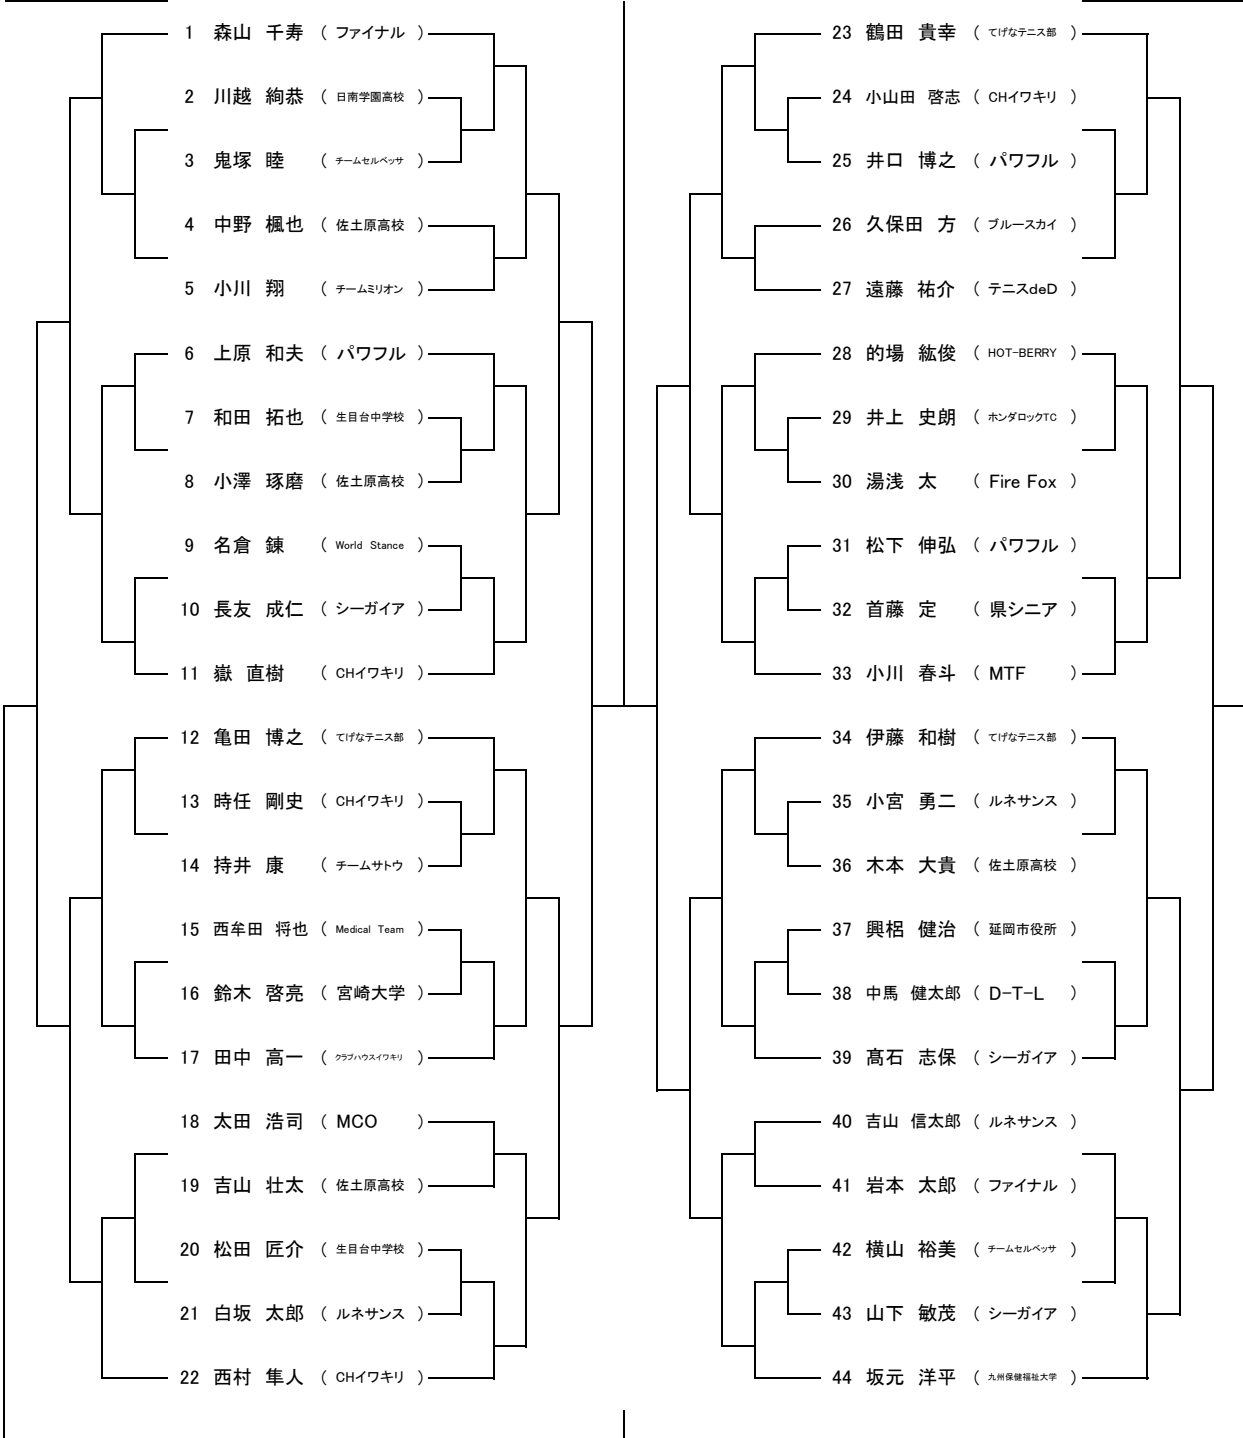 1 森山 千寿 ( ファイナル )
2 川越 絢恭 ( 日南学園高校 )
3 鬼塚 睦 ( チームセルベッサ )
4 中野 楓也 ( 佐土原高校 )
5 小川 翔 ( チームミリオン )
6 上原 和夫 ( パワフル )
7 和田 拓也 ( 生目台中学校 )
8 小澤 琢磨 ( 佐土原高校 )
9 名倉 錬 ( World Stance )
10 長友 成仁 ( シーガイア )
11 嶽 直樹 ( CHイワキリ )
12 亀田 博之 ( てげなテニス部 )
13 時任 剛史 ( CHイワキリ )
14 持井 康 ( チームサトウ )
15 西牟田 将也 ( Medical Team )
16 鈴木 啓亮 ( 宮崎大学 )
17 田中 高一 ( クラブハウスイワキリ )
18 太田 浩司 ( MCO )
19 吉山 壮太 ( 佐土原高校 )
20 松田 匠介 ( 生目台中学校 )
21 白坂 太郎 ( ルネサンス )
22 西村 隼人 ( CHイワキリ )
23 鶴田 貴幸 ( てげなテニス部 )
24 小山田 啓志 ( CHイワキリ )
25 井口 博之 ( パワフル )
26 久保田 方 ( ブルースカイ )
27 遠藤 祐介 ( テニスdeD )
28 的場 紘俊 ( HOT-BERRY )
29 井上 史朗 ( ホンダロックTC )
30 湯浅 太 ( Fire Fox )
31 松下 伸弘 ( パワフル )
32 首藤 定 ( 県シニア )
33 小川 春斗 ( MTF )
34 伊藤 和樹 ( てげなテニス部 )
35 小宮 勇二 ( ルネサンス )
36 木本 大貴 ( 佐土原高校 )
37 興梠 健治 ( 延岡市役所 )
38 中馬 健太郎 ( D-T-L )
39 髙石 志保 ( シーガイア )
40 吉山 信太郎 ( ルネサンス )
41 岩本 太郎 ( ファイナル )
42 横山 裕美 ( チームセルベッサ )
43 山下 敏茂 ( シーガイア )
44 坂元 洋平 ( 九州保健福祉大学 )